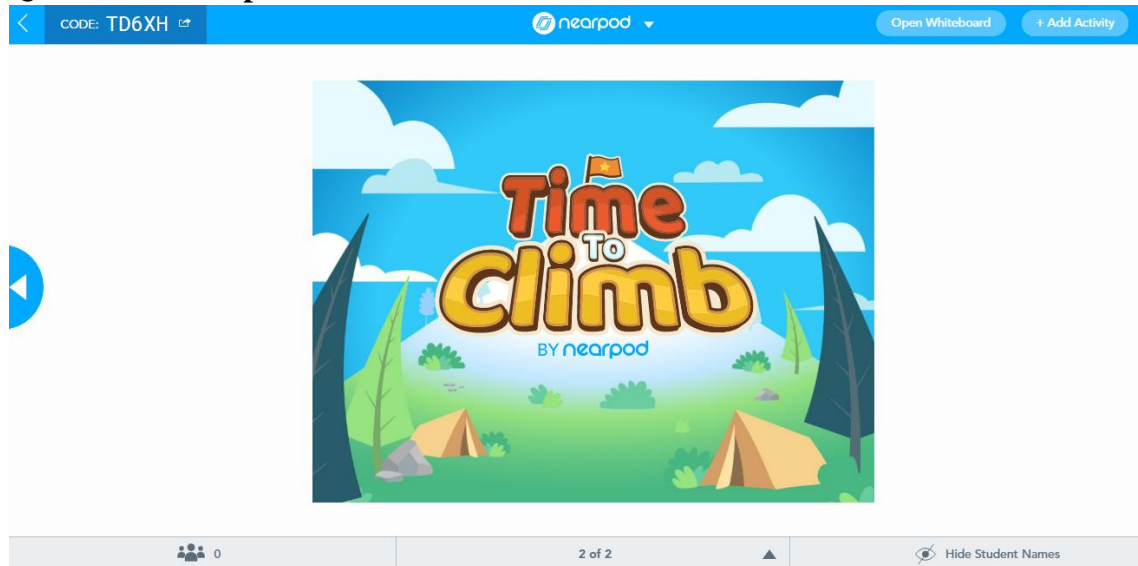 CODE: TD6XH
nearpod
Open Whiteboard
+ Add Activity
Time
To
Climb
BY nearpod
0
2 of 2
Hide Student Names